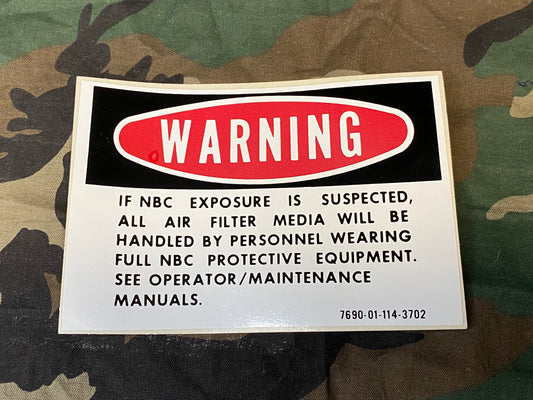 WARNING
IF NBC EXPOSURE IS SUSPECTED,
ALL AIR FILTER MEDIA WILL BE
HANDLED BY PERSONNEL WEARING
FULL NBC PROTECTIVE EQUIPMENT.
SEE OPERATOR/MAINTENANCE
MANUALS.
7690-01-114-3702